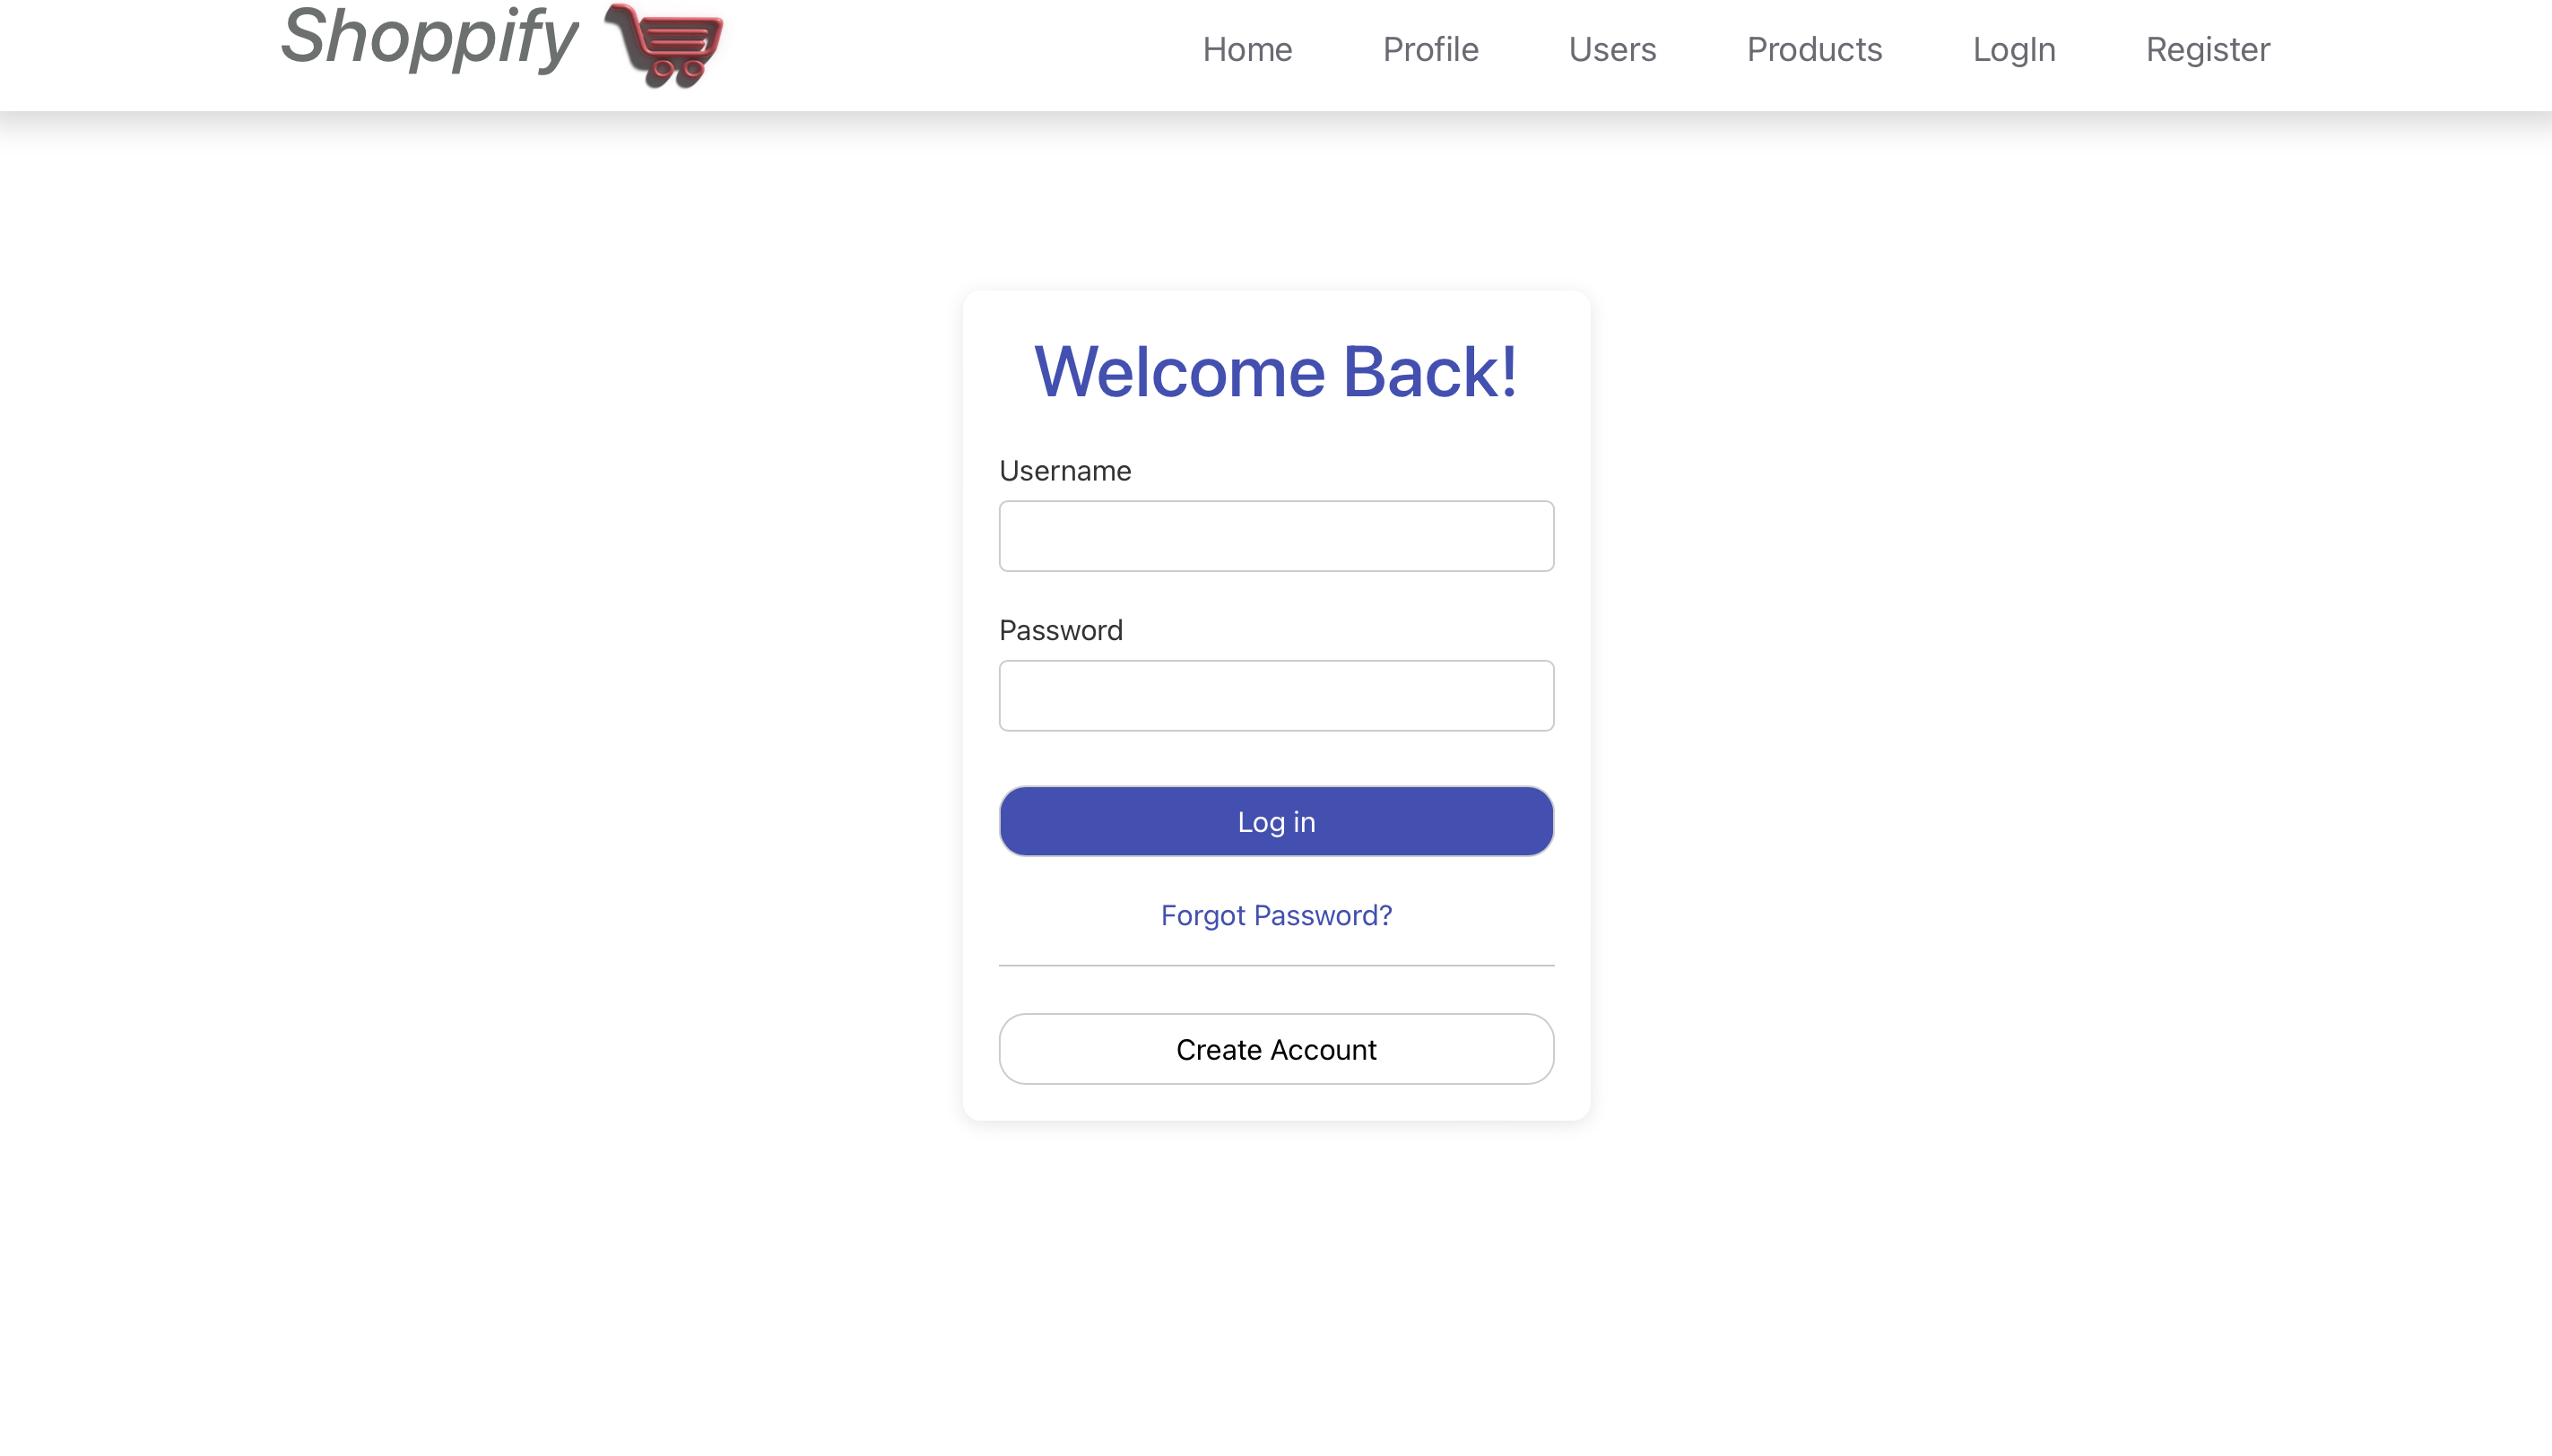 Shoppify
Home Profile Users Products LogIn Register
Welcome Back!
Username
Password
Log in
Forgot Password?
Create Account